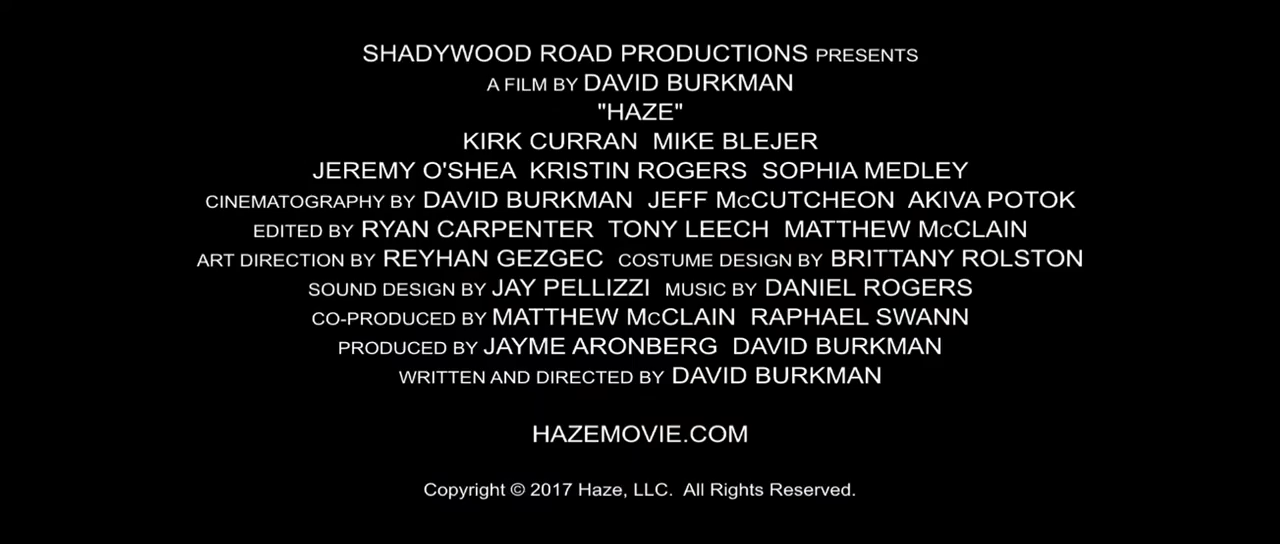 SHADYWOOD ROAD PRODUCTIONS PRESENTS
A FILM BY DAVID BURKMAN
"HAZE"
KIRK CURRAN MIKE BLEJER
JEREMY O'SHEA KRISTIN ROGERS SOPHIA MEDLEY
CINEMATOGRAPHY BY DAVID BURKMAN JEFF McCUTCHEON AKIVA POTOK
EDITED BY RYAN CARPENTER TONY LEECH MATTHEW McCLAIN
ART DIRECTION BY REYHAN GEZGEC COSTUME DESIGN BY BRITTANY ROLSTON
SOUND DESIGN BY JAY PELLIZZI MUSIC BY DANIEL ROGERS
CO-PRODUCED BY MATTHEW McCLAIN RAPHAEL SWANN
PRODUCED BY JAYME ARONBERG DAVID BURKMAN
WRITTEN AND DIRECTED BY DAVID BURKMAN
HAZEMOVIE.COM
Copyright © 2017 Haze, LLC. All Rights Reserved.